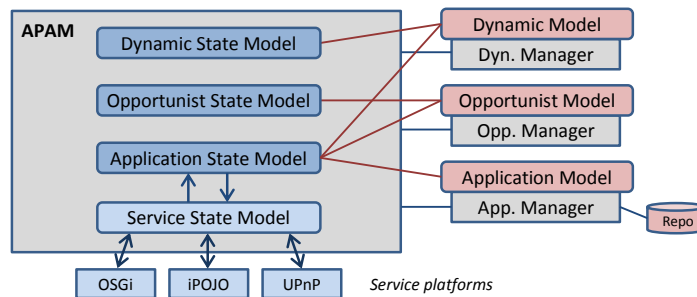 APAM
Dynamic State Model
Opportunist State Model
Application State Model
Service State Model
OSGi
iPOJO
UPnP
Service platforms
Dynamic Model
Dyn. Manager
Opportunist Model
Opp. Manager
Application Model
App. Manager
Repo